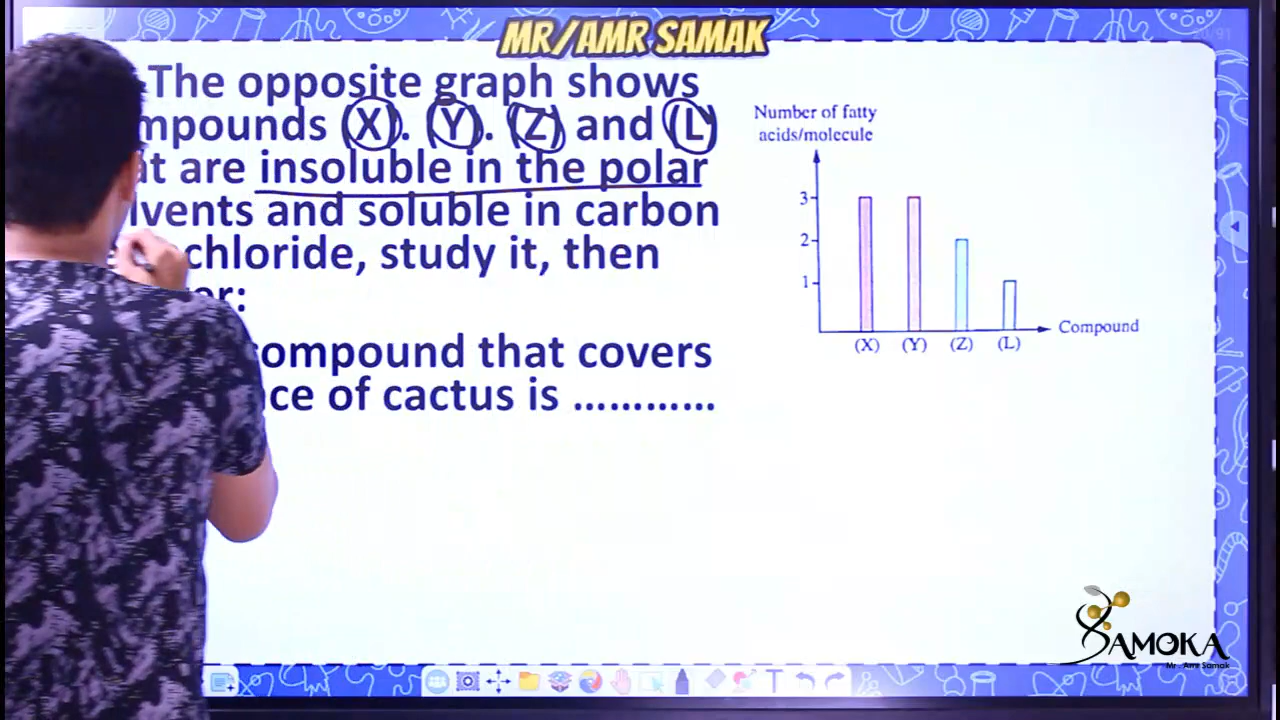 MR/AMR SAMAK
The opposite graph shows
mpounds (X). (Y). (Z) and (L)
t are insoluble in the polar
lvents and soluble in carbon
chloride, study it, then
er:
compound that covers
ce of cactus is …………
Number of fatty
acids/molecule
3
2
1
(X) (Y) (Z) (L)
Compound
SAMOKA
Mr. Amr Samak